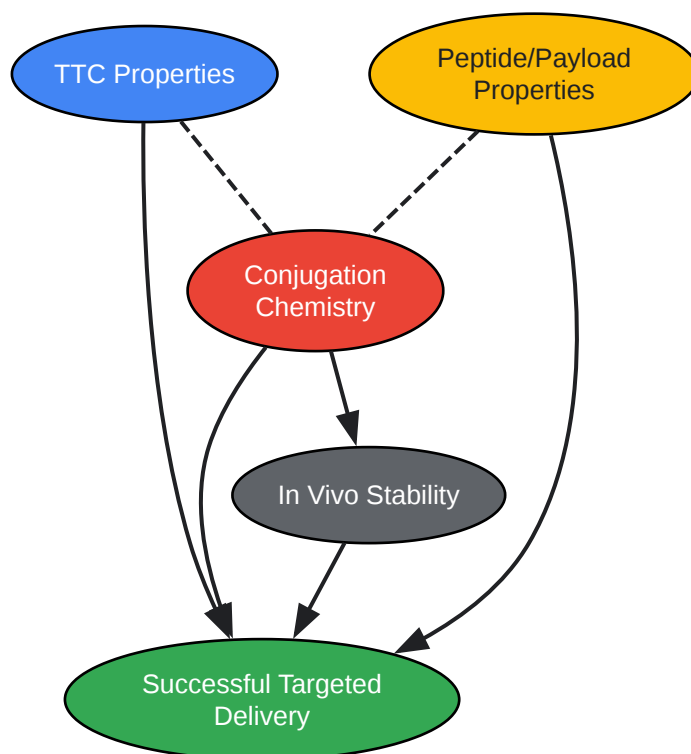 TTC Properties
Peptide/Payload
Properties
Conjugation
Chemistry
In Vivo Stability
Successful Targeted
Delivery